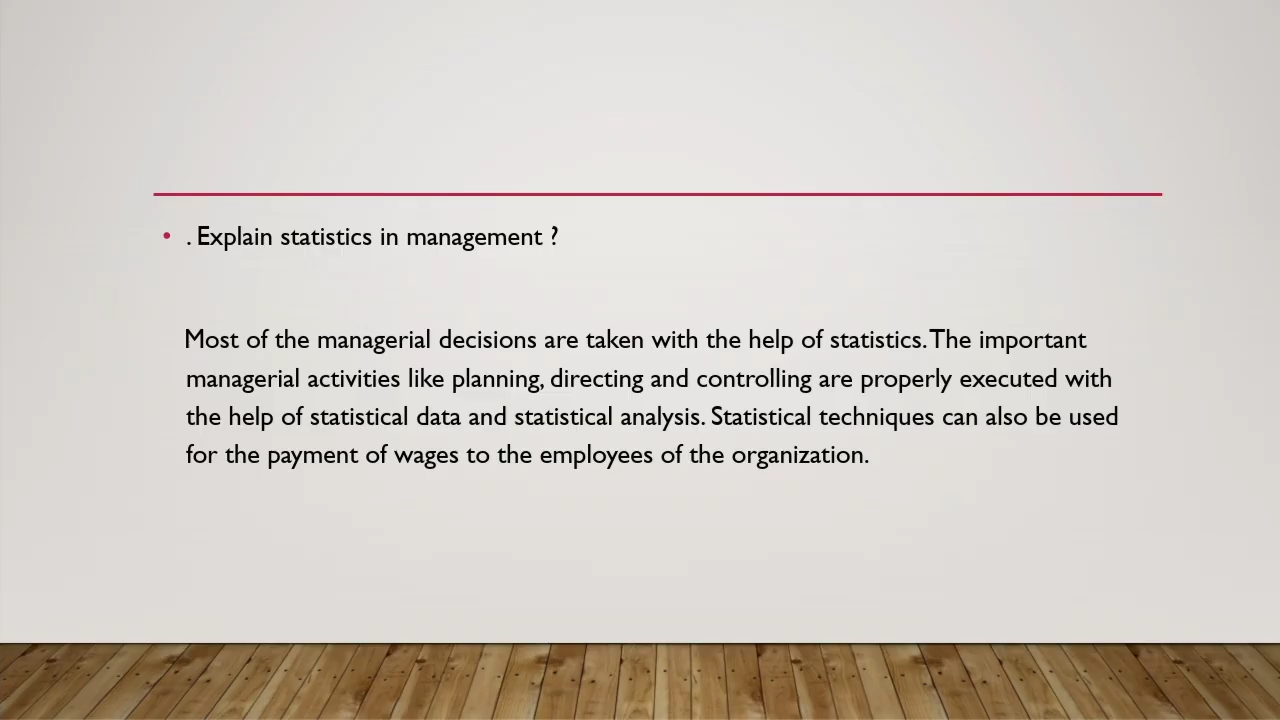 • . Explain statistics in management ?
Most of the managerial decisions are taken with the help of statistics. The important
managerial activities like planning, directing and controlling are properly executed with
the help of statistical data and statistical analysis. Statistical techniques can also be used
for the payment of wages to the employees of the organization.